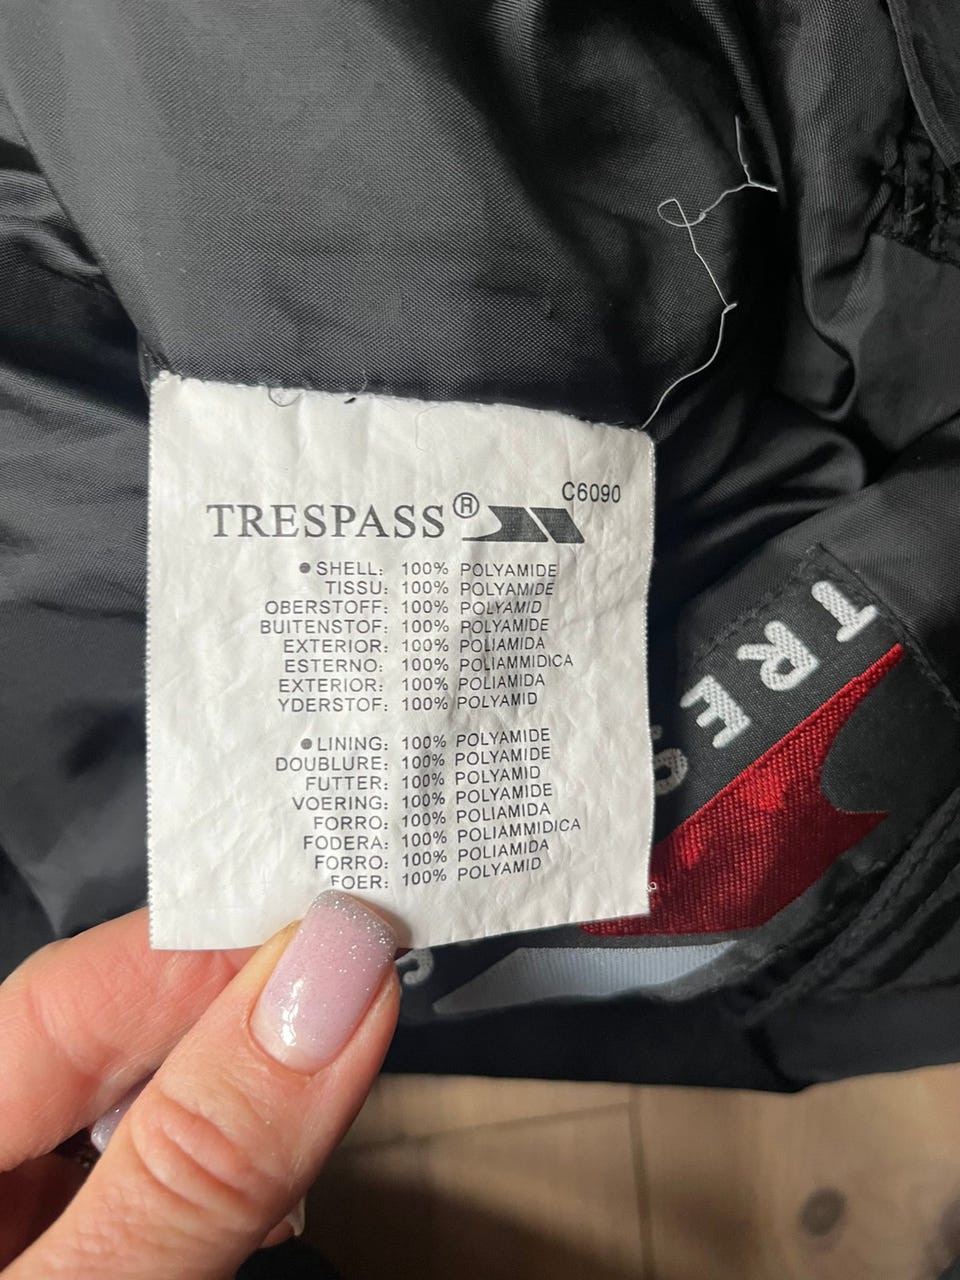 C6090
TRESPASS®
• SHELL: 100% POLYAMIDE
TISSU: 100% POLYAMIDE
OBERSTOFF: 100% POLYAMID
BUITENSTOF: 100% POLYAMIDE
EXTERIOR: 100% POLIAMIDA
ESTERNO: 100% POLIAMMIDICA
EXTERIOR: 100% POLIAMIDA
YDERSTOF: 100% POLYAMID
• LINING: 100% POLYAMIDE
DOUBLURE: 100% POLYAMIDE
FUTTER: 100% POLYAMID
VOERING: 100% POLYAMIDE
FORRO: 100% POLIAMIDA
FODERA: 100% POLIAMMIDICA
FORRO: 100% POLIAMIDA
FOER: 100% POLYAMID
TRE